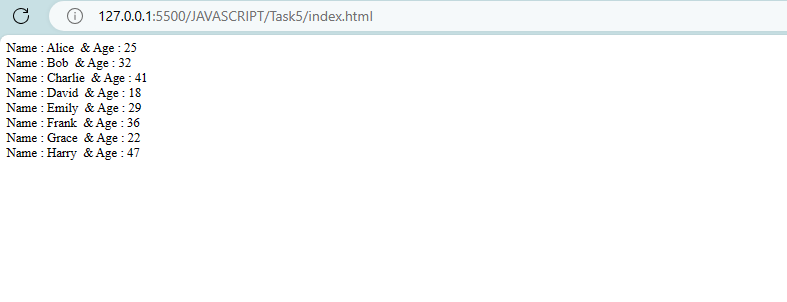 127.0.0.1:5500/JAVASCRIPT/Task5/index.html
Name : Alice & Age : 25
Name : Bob & Age : 32
Name : Charlie & Age : 41
Name : David & Age : 18
Name : Emily & Age : 29
Name : Frank & Age : 36
Name : Grace & Age : 22
Name : Harry & Age : 47